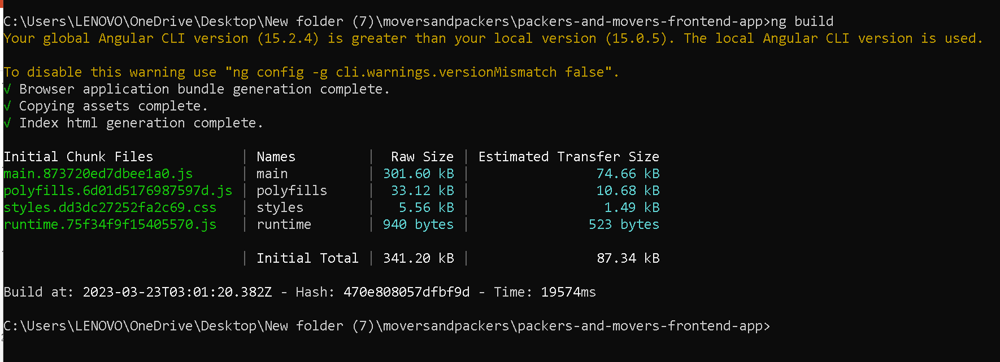 C:\Users\LENOVO\OneDrive\Desktop\New folder (7)\moversandpackers\packers-and-movers-frontend-app>ng build
Your global Angular CLI version (15.2.4) is greater than your local version (15.0.5). The local Angular CLI version is used.
To disable this warning use "ng config -g cli.warnings.versionMismatch false".
√ Browser application bundle generation complete.
√ Copying assets complete.
√ Index html generation complete.
Initial Chunk Files | Names | Raw Size | Estimated Transfer Size
main.873720ed7dbee1a0.js | main | 301.60 kB | 74.66 kB
polyfills.6d01d5176987597d.js | polyfills | 33.12 kB | 10.68 kB
styles.dd3dc27252fa2c69.css | styles | 5.56 kB | 1.49 kB
runtime.75f34f9f15405570.js | runtime | 940 bytes | 523 bytes
| Initial Total | 341.20 kB | 87.34 kB
Build at: 2023-03-23T03:01:20.382Z - Hash: 470e808057dfbf9d - Time: 19574ms
C:\Users\LENOVO\OneDrive\Desktop\New folder (7)\moversandpackers\packers-and-movers-frontend-app>